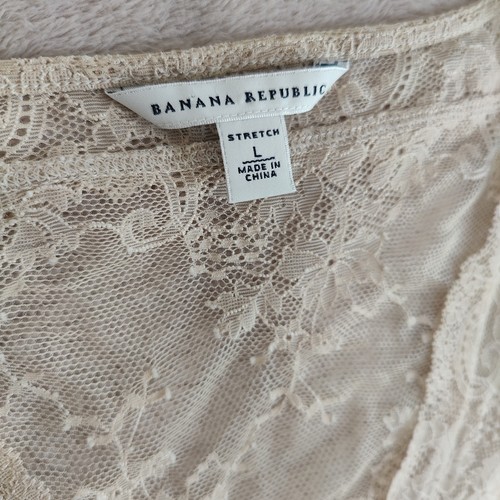 BANANA REPUBLIC
STRETCH
L
MADE IN
CHINA